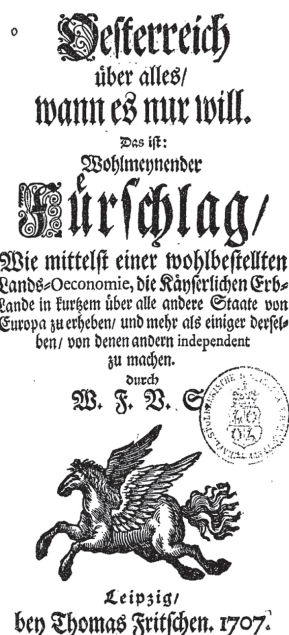 Oesterreich
über alles/
wann es nur will.
Das ist:
Wohlmeynender
Fürschlag/
Wie mittelst einer wohlbestellten
Lands-Oeconomie, die Käyserlichen Erb-
Lande in kurtzem über alle andere Staate von
Europa zu erheben/ und mehr als einiger dersel-
ben/ von denen andern independent
zu machen.
Durch
W. J. V. S
Leipzig/
bey Thomas Fritschen. 1707.